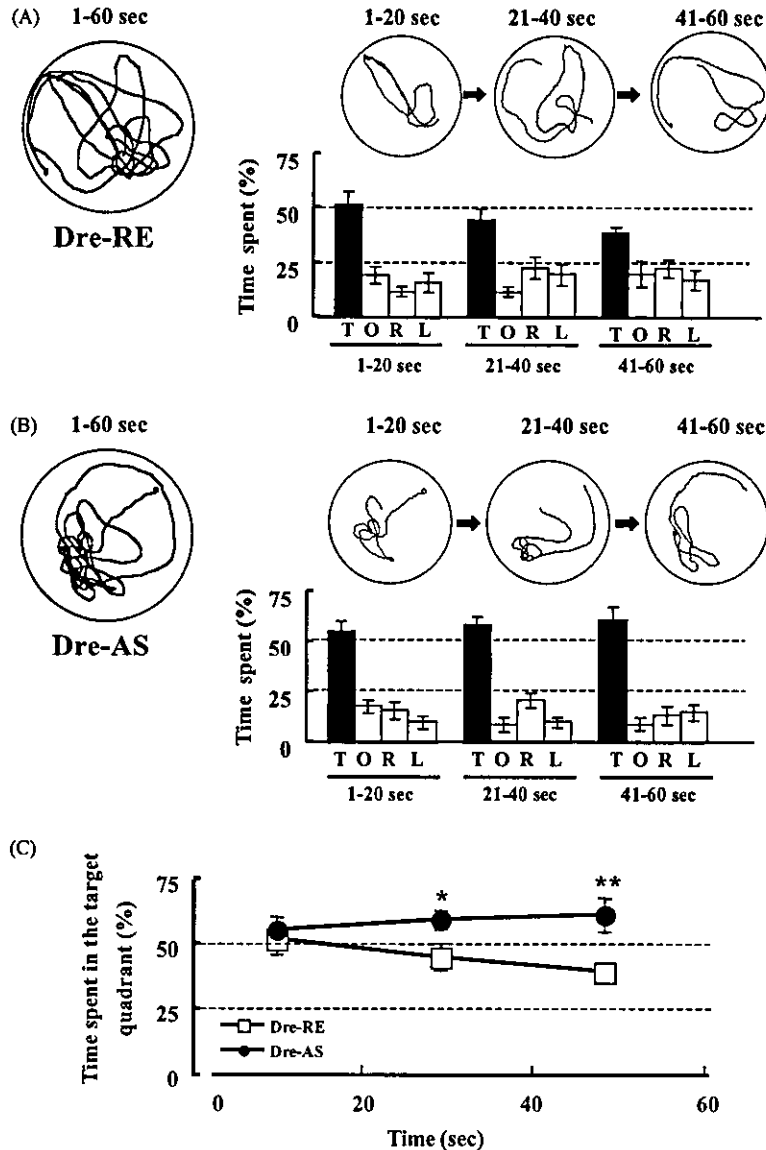 (A)
1-60 sec
1-20 sec
21-40 sec
41-60 sec
Dre-RE
Time spent (%)
75
50
25
0
T O R L
T O R L
T O R L
1-20 sec
21-40 sec
41-60 sec
(B)
1-60 sec
1-20 sec
21-40 sec
41-60 sec
Dre-AS
Time spent (%)
75
50
25
0
T O R L
T O R L
T O R L
1-20 sec
21-40 sec
41-60 sec
(C)
Time spent in the target
quadrant (%)
75
50
25
0
*
**
Dre-RE
Dre-AS
0
20
40
60
Time (sec)